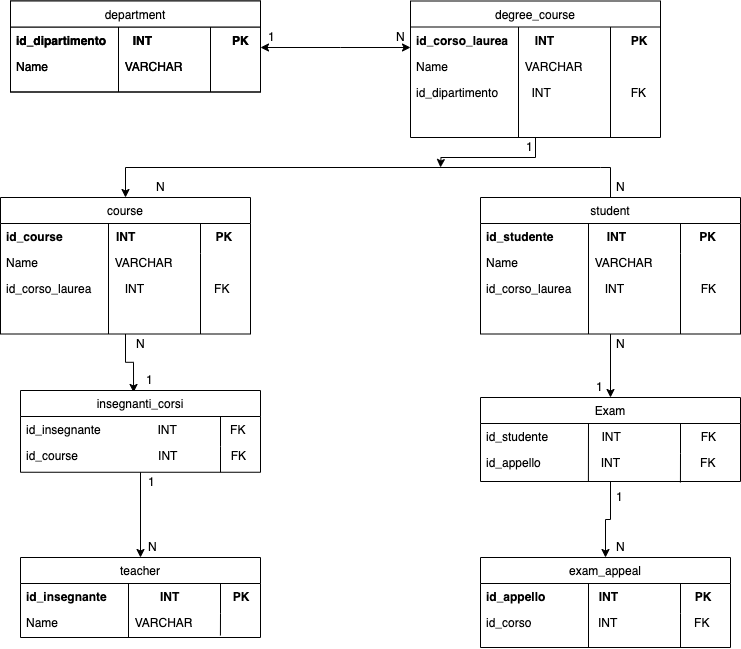 department
id_dipartimento INT PK
Name VARCHAR
1 N
degree_course
id_corso_laurea INT PK
Name VARCHAR
id_dipartimento INT FK
1
N N
course
id_course INT PK
Name VARCHAR
id_corso_laurea INT FK
student
id_studente INT PK
Name VARCHAR
id_corso_laurea INT FK
N
1
insegnanti_corsi
id_insegnante INT FK
id_course INT FK
N
1
Exam
id_studente INT FK
id_appello INT FK
1
N
teacher
id_insegnante INT PK
Name VARCHAR
1
N
exam_appeal
id_appello INT PK
id_corso INT FK